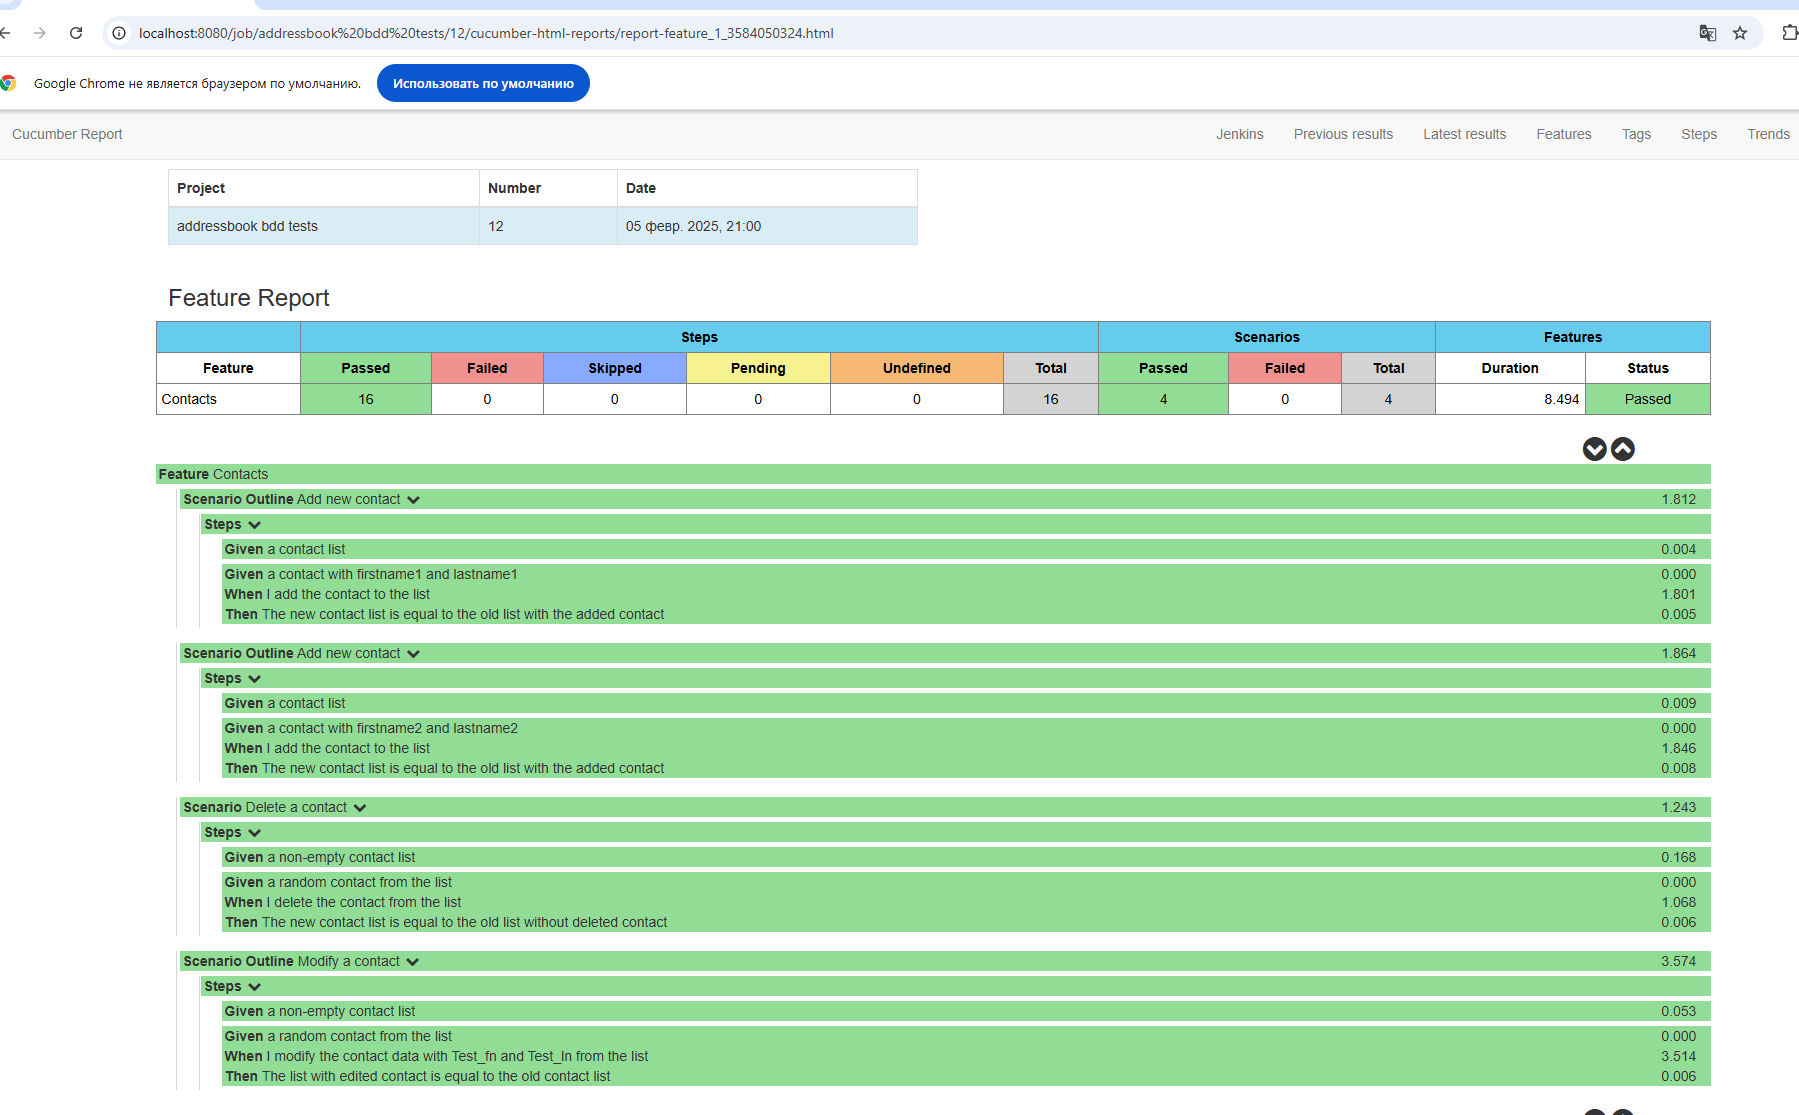 localhost:8080/job/addressbook%20bdd%20tests/12/cucumber-html-reports/report-feature_1_3584050324.html
Google Chrome не является браузером по умолчанию. Использовать по умолчанию
Cucumber Report Jenkins Previous results Latest results Features Tags Steps Trends
Project Number Date
addressbook bdd tests 12 05 февр. 2025, 21:00
Feature Report
Steps Scenarios Features
Feature Passed Failed Skipped Pending Undefined Total Passed Failed Total Duration Status
Contacts 16 0 0 0 0 16 4 0 4 8.494 Passed
Feature Contacts
Scenario Outline Add new contact 1.812
Steps
Given a contact list 0.004
Given a contact with firstname1 and lastname1 0.000
When I add the contact to the list 1.801
Then The new contact list is equal to the old list with the added contact 0.005
Scenario Outline Add new contact 1.864
Steps
Given a contact list 0.009
Given a contact with firstname2 and lastname2 0.000
When I add the contact to the list 1.846
Then The new contact list is equal to the old list with the added contact 0.008
Scenario Delete a contact 1.243
Steps
Given a non-empty contact list 0.168
Given a random contact from the list 0.000
When I delete the contact from the list 1.068
Then The new contact list is equal to the old list without deleted contact 0.006
Scenario Outline Modify a contact 3.574
Steps
Given a non-empty contact list 0.053
Given a random contact from the list 0.000
When I modify the contact data with Test_fn and Test_ln from the list 3.514
Then The list with edited contact is equal to the old contact list 0.006